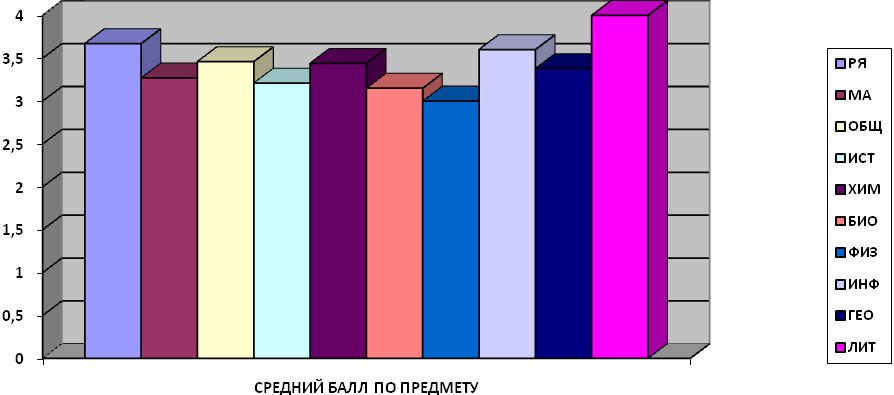 4
3,5
3
2,5
2
1,5
1
0,5
0
СРЕДНИЙ БАЛЛ ПО ПРЕДМЕТУ
РЯ
МА
ОБЩ
ИСТ
ХИМ
БИО
ФИЗ
ИНФ
ГЕО
ЛИТ